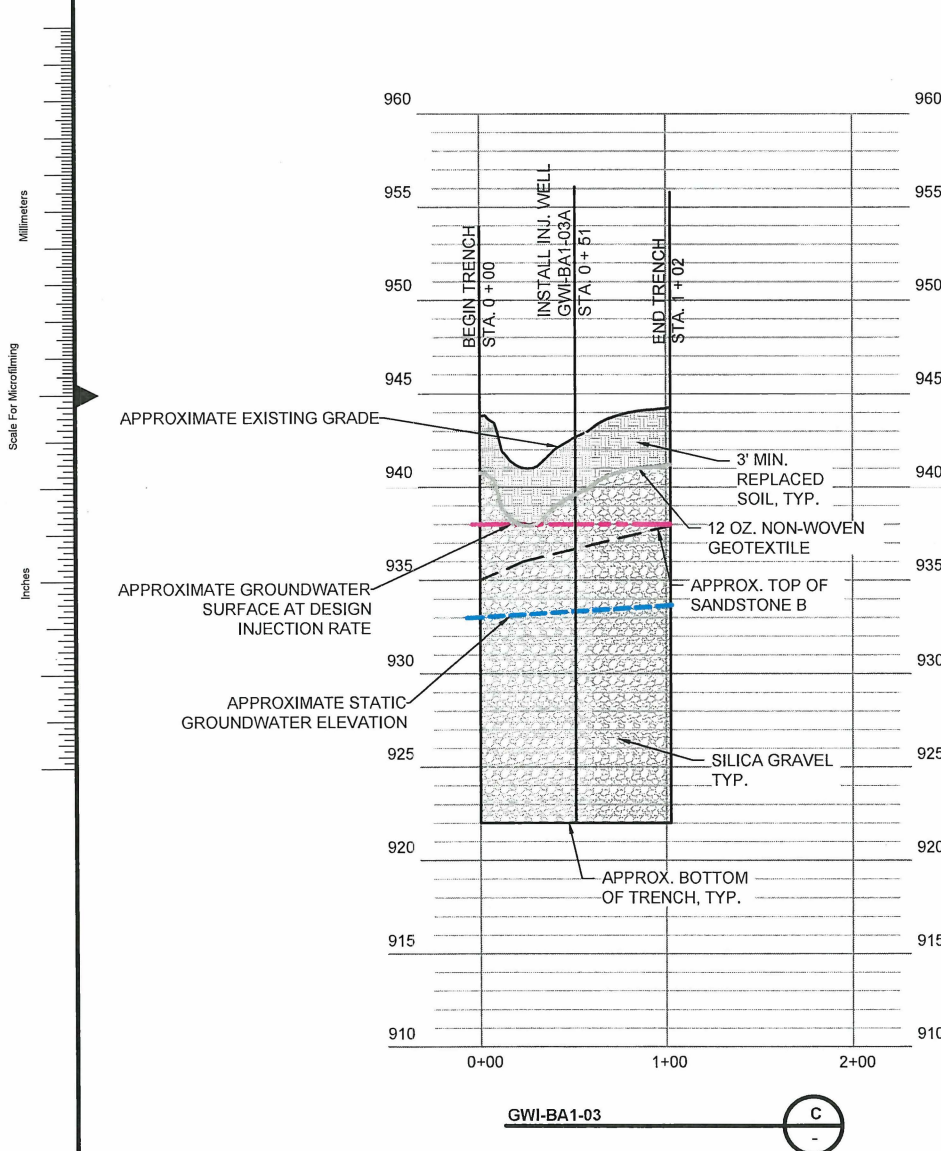 Millimeters
Scale For Microfilming
Inches
960
955
950
945
940
935
930
925
920
915
910
960
955
950
945
940
935
930
925
920
915
910
BEGIN TRENCH
STA. 0 + 00
INSTALL INJ. WELL
GWI-BA1-03A
STA. 0 + 51
END TRENCH
STA. 1 + 02
APPROXIMATE EXISTING GRADE
3' MIN.
REPLACED
SOIL, TYP.
12 OZ. NON-WOVEN
GEOTEXTILE
APPROXIMATE GROUNDWATER
SURFACE AT DESIGN
INJECTION RATE
APPROX. TOP OF
SANDSTONE B
APPROXIMATE STATIC
GROUNDWATER ELEVATION
SILICA GRAVEL
TYP.
APPROX. BOTTOM
OF TRENCH, TYP.
0+00
1+00
2+00
GWI-BA1-03
C
-